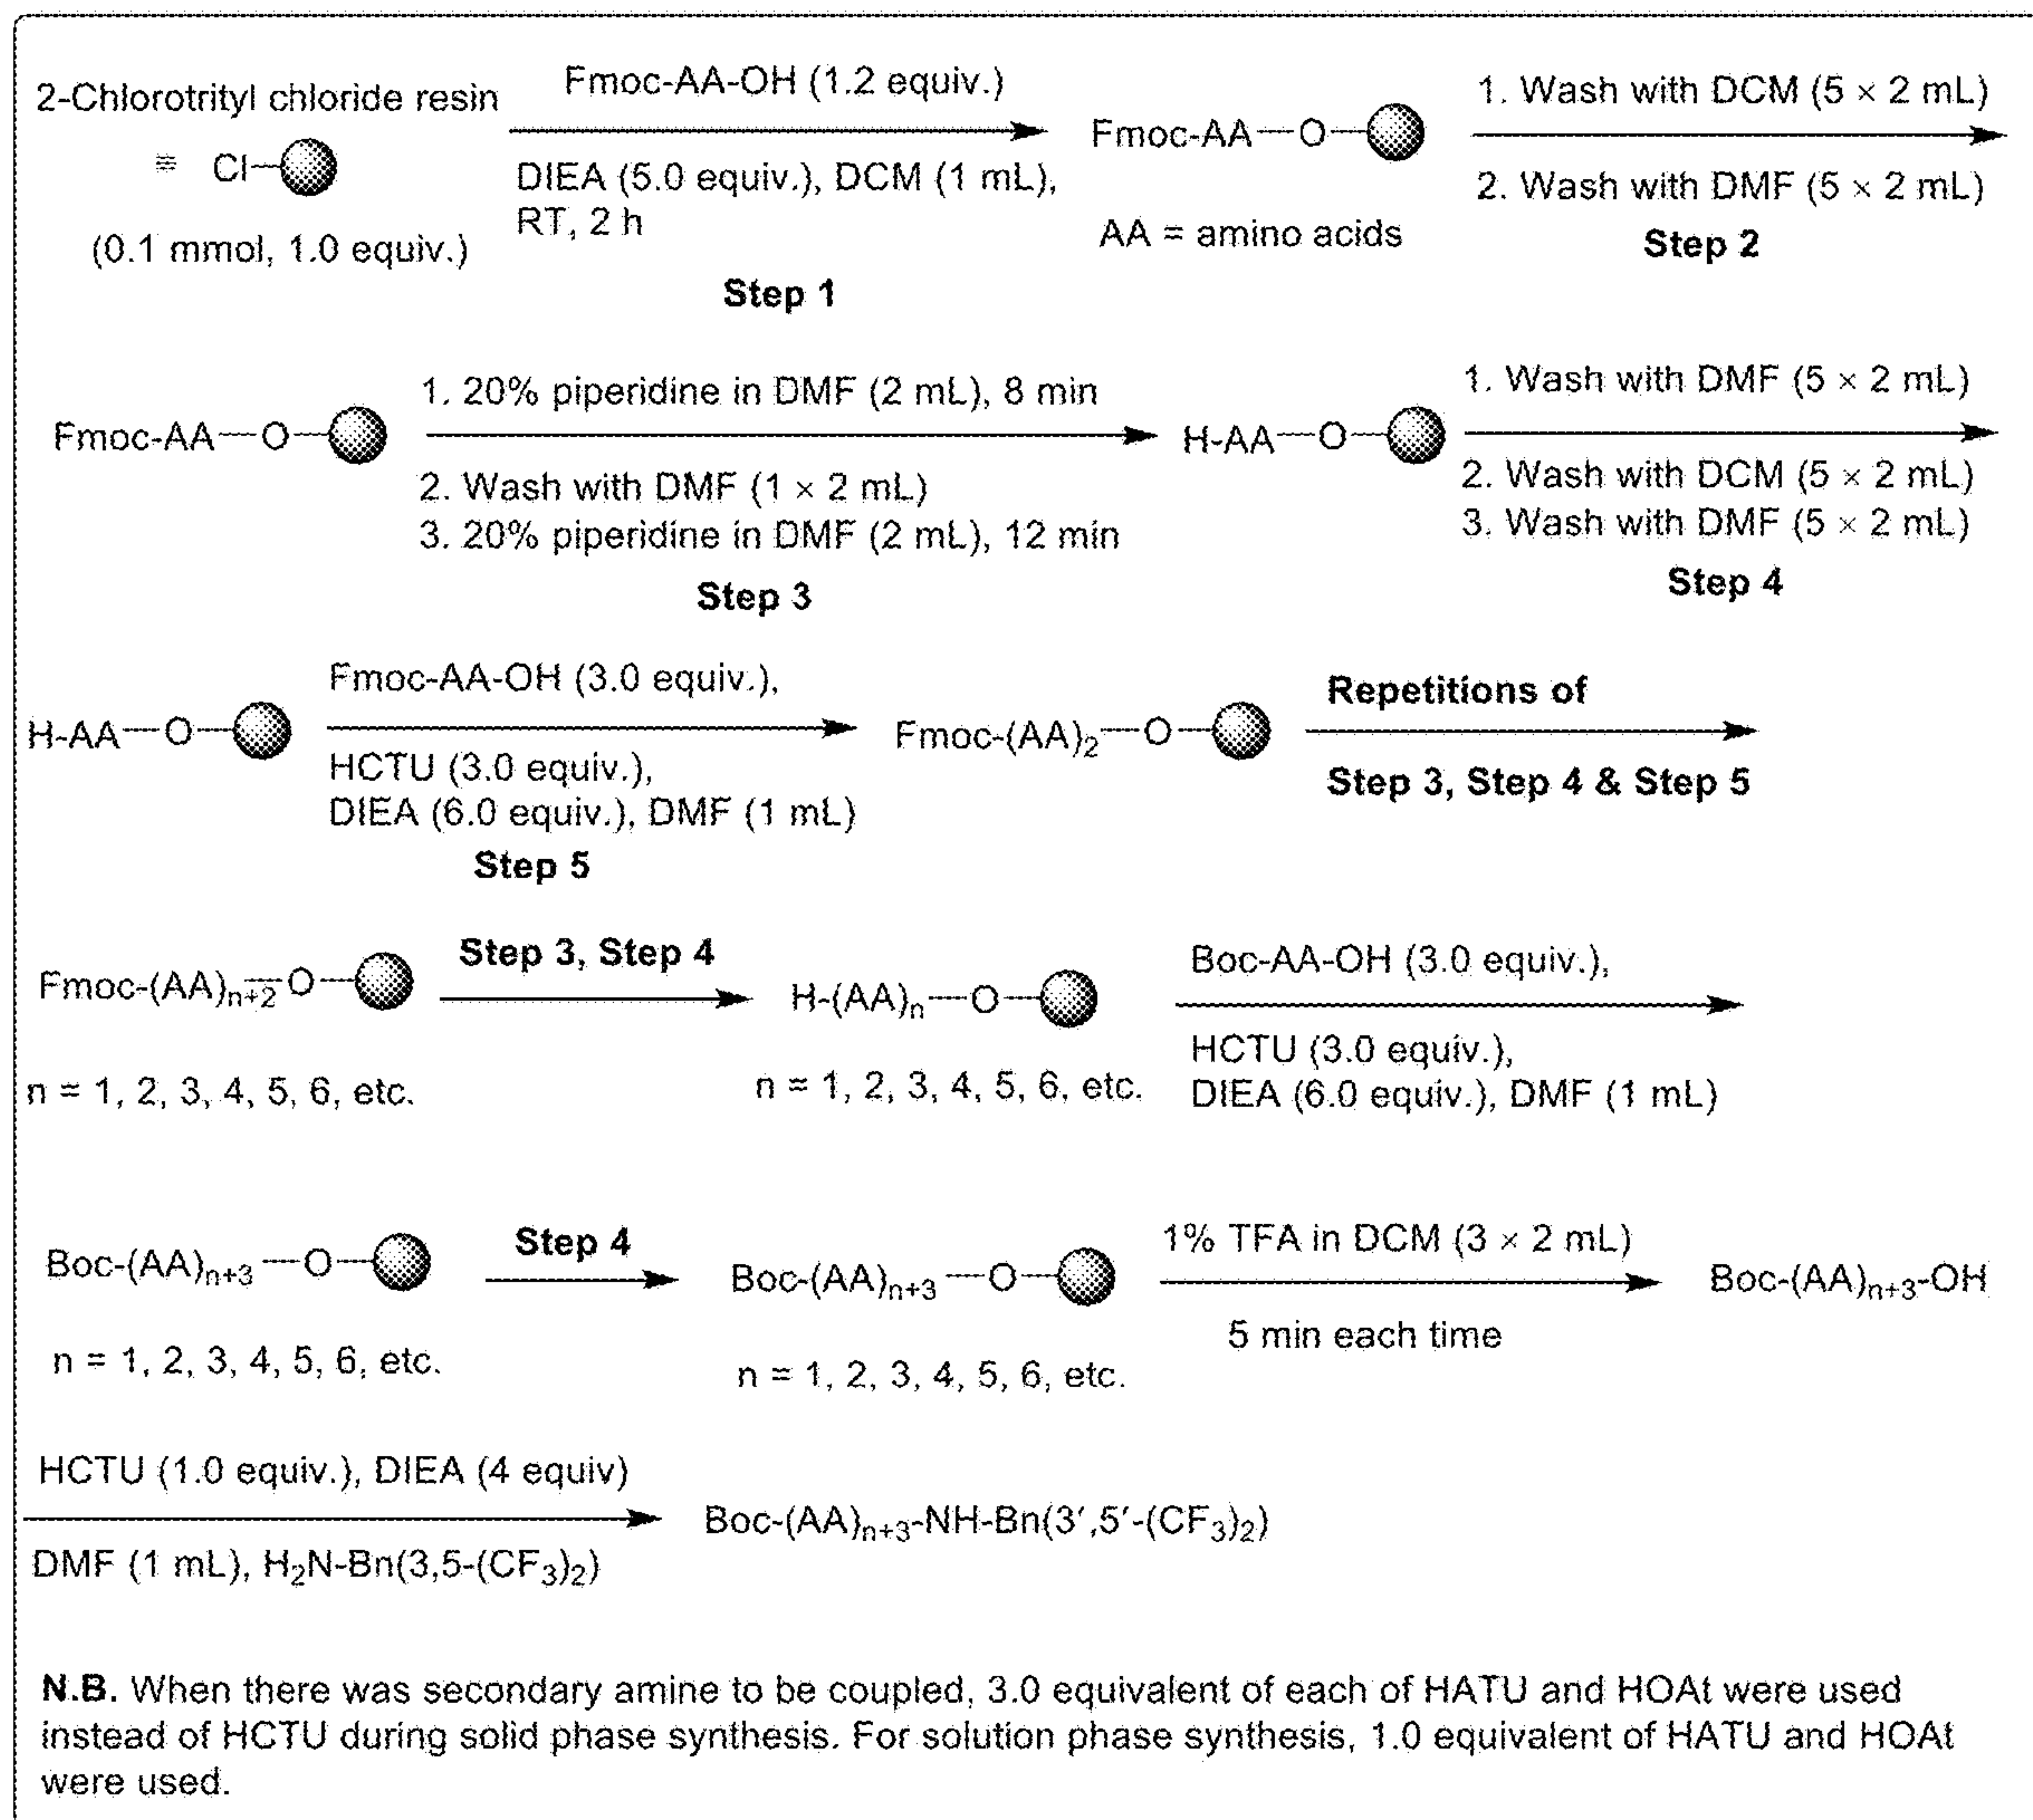 2-Chlorotrityl chloride resin
≡ Cl
(0.1 mmol, 1.0 equiv.)
Fmoc-AA-OH (1.2 equiv.)
DIEA (5.0 equiv.), DCM (1 mL),
RT, 2 h
Step 1
Fmoc-AA—O
AA = amino acids
1. Wash with DCM (5 × 2 mL)
2. Wash with DMF (5 × 2 mL)
Step 2
Fmoc-AA—O
1. 20% piperidine in DMF (2 mL), 8 min
2. Wash with DMF (1 × 2 mL)
3. 20% piperidine in DMF (2 mL), 12 min
Step 3
H-AA—O
1. Wash with DMF (5 × 2 mL)
2. Wash with DCM (5 × 2 mL)
3. Wash with DMF (5 × 2 mL)
Step 4
H-AA—O
Fmoc-AA-OH (3.0 equiv.),
HCTU (3.0 equiv.),
DIEA (6.0 equiv.), DMF (1 mL)
Step 5
Fmoc-(AA)2—O
Repetitions of
Step 3, Step 4 & Step 5
Fmoc-(AA)n+2—O
n = 1, 2, 3, 4, 5, 6, etc.
Step 3, Step 4
H-(AA)n—O
n = 1, 2, 3, 4, 5, 6, etc.
Boc-AA-OH (3.0 equiv.),
HCTU (3.0 equiv.),
DIEA (6.0 equiv.), DMF (1 mL)
Boc-(AA)n+3—O
n = 1, 2, 3, 4, 5, 6, etc.
Step 4
Boc-(AA)n+3—O
n = 1, 2, 3, 4, 5, 6, etc.
1% TFA in DCM (3 × 2 mL)
5 min each time
Boc-(AA)n+3-OH
HCTU (1.0 equiv.), DIEA (4 equiv)
DMF (1 mL), H2N-Bn(3,5-(CF3)2)
Boc-(AA)n+3-NH-Bn(3′,5′-(CF3)2)
N.B. When there was secondary amine to be coupled, 3.0 equivalent of each of HATU and HOAt were used
instead of HCTU during solid phase synthesis. For solution phase synthesis, 1.0 equivalent of HATU and HOAt
were used.